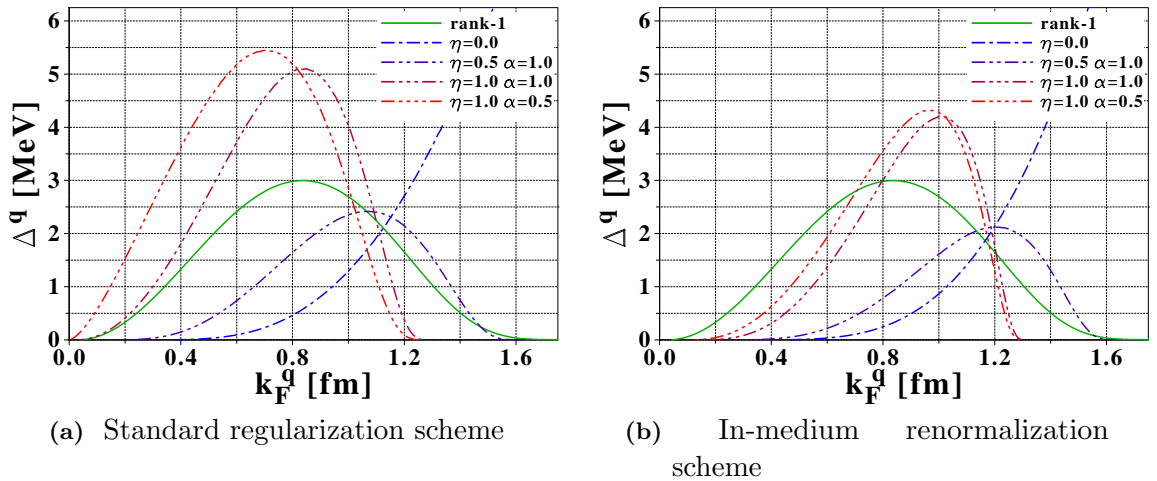 6
5
4
3
2
1
0
Δ^q [MeV]
0.0 0.4 0.8 1.2 1.6
k_F^q [fm]
rank-1
η=0.0
η=0.5 α=1.0
η=1.0 α=1.0
η=1.0 α=0.5
(a) Standard regularization scheme
6
5
4
3
2
1
0
Δ^q [MeV]
0.0 0.4 0.8 1.2 1.6
k_F^q [fm]
rank-1
η=0.0
η=0.5 α=1.0
η=1.0 α=1.0
η=1.0 α=0.5
(b) In-medium renormalization
scheme